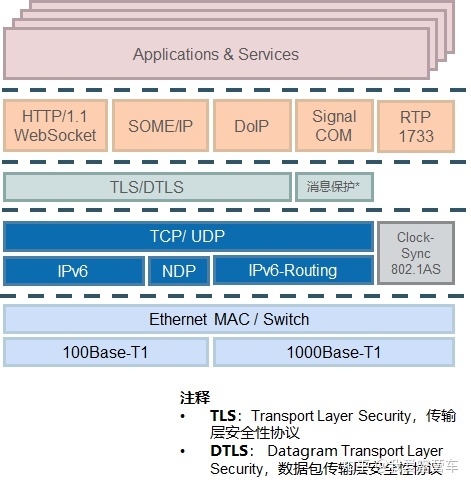 Applications & Services
HTTP/1.1
WebSocket
SOME/IP
DoIP
Signal
COM
RTP
1733
TLS/DTLS
消息保护*
TCP/ UDP
IPv6
NDP
IPv6-Routing
Clock-
Sync
802.1AS
Ethernet MAC / Switch
100Base-T1
1000Base-T1
注释
• TLS：Transport Layer Security，传输
层安全性协议
• DTLS： Datagram Transport Layer
Security，数据包传输层安全性协议